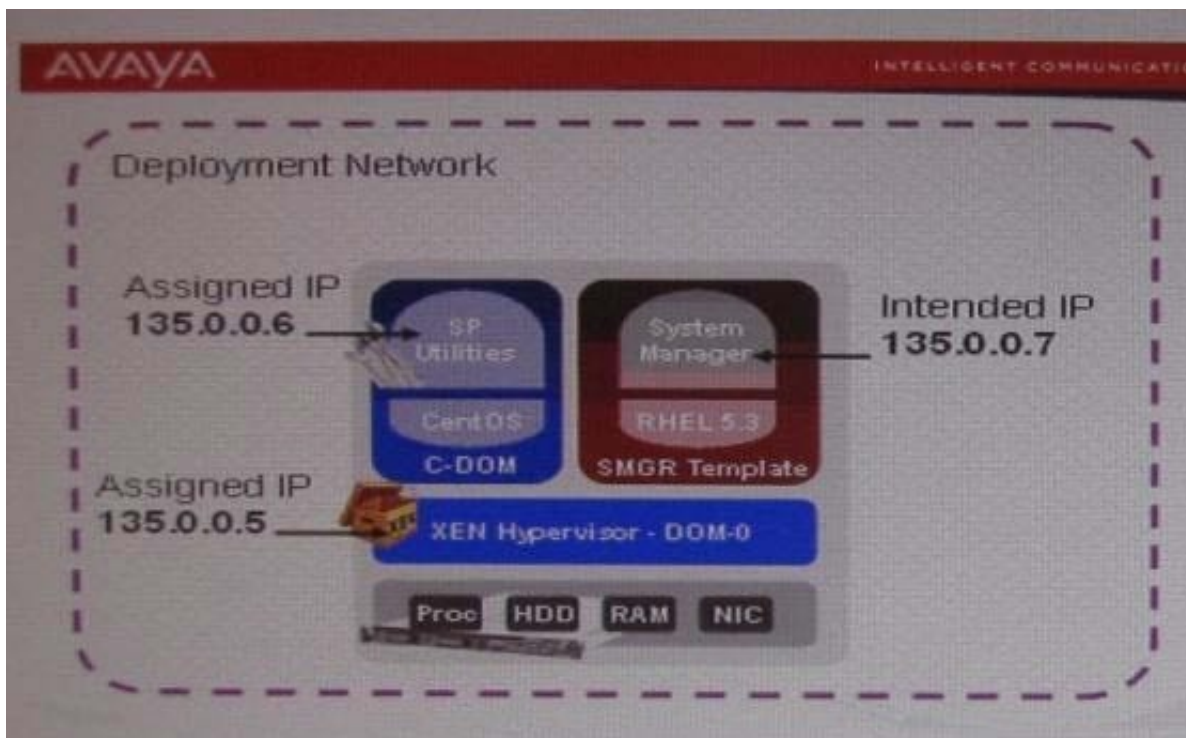 AVAYA
INTELLIGENT COMMUNICATIO
Deployment Network
Assigned IP
135.0.0.6
SP
Utilities
System
Manager
Intended IP
135.0.0.7
CentOS
RHEL 5.3
C-DOM
SMGR Template
Assigned IP
135.0.0.5
XEN Hypervisor - DOM-0
Proc HDD RAM NIC